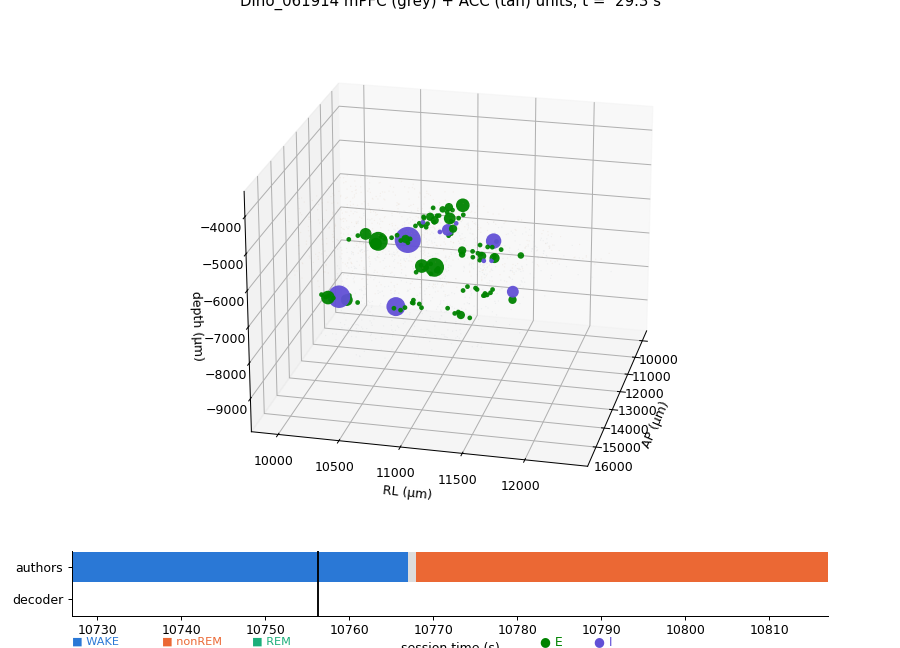 Dino_061914 mPFC (grey) + ACC (tan) units, t = 29.3 s
−4000
−5000
−6000
−7000
−8000
−9000
depth (μm)
10000
10500
11000
11500
12000
RL (μm)
10000
11000
12000
13000
14000
15000
16000
AP (μm)
authors
decoder
10730
10740
10750
10760
10770
10780
10790
10800
10810
session time (s)
WAKE
nonREM
REM
E
I